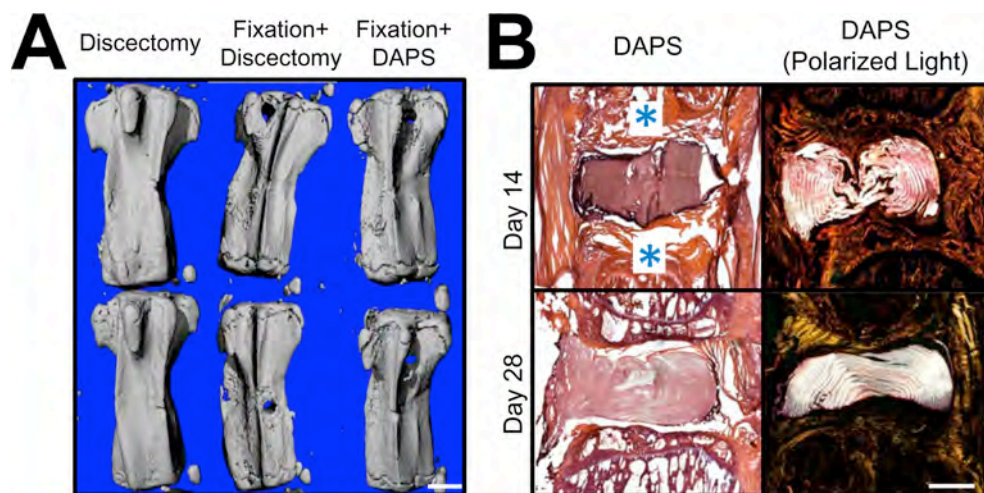 A
Discectomy
Fixation+
Discectomy
Fixation+
DAPS
B
DAPS
DAPS
(Polarized Light)
Day 14
*
*
Day 28